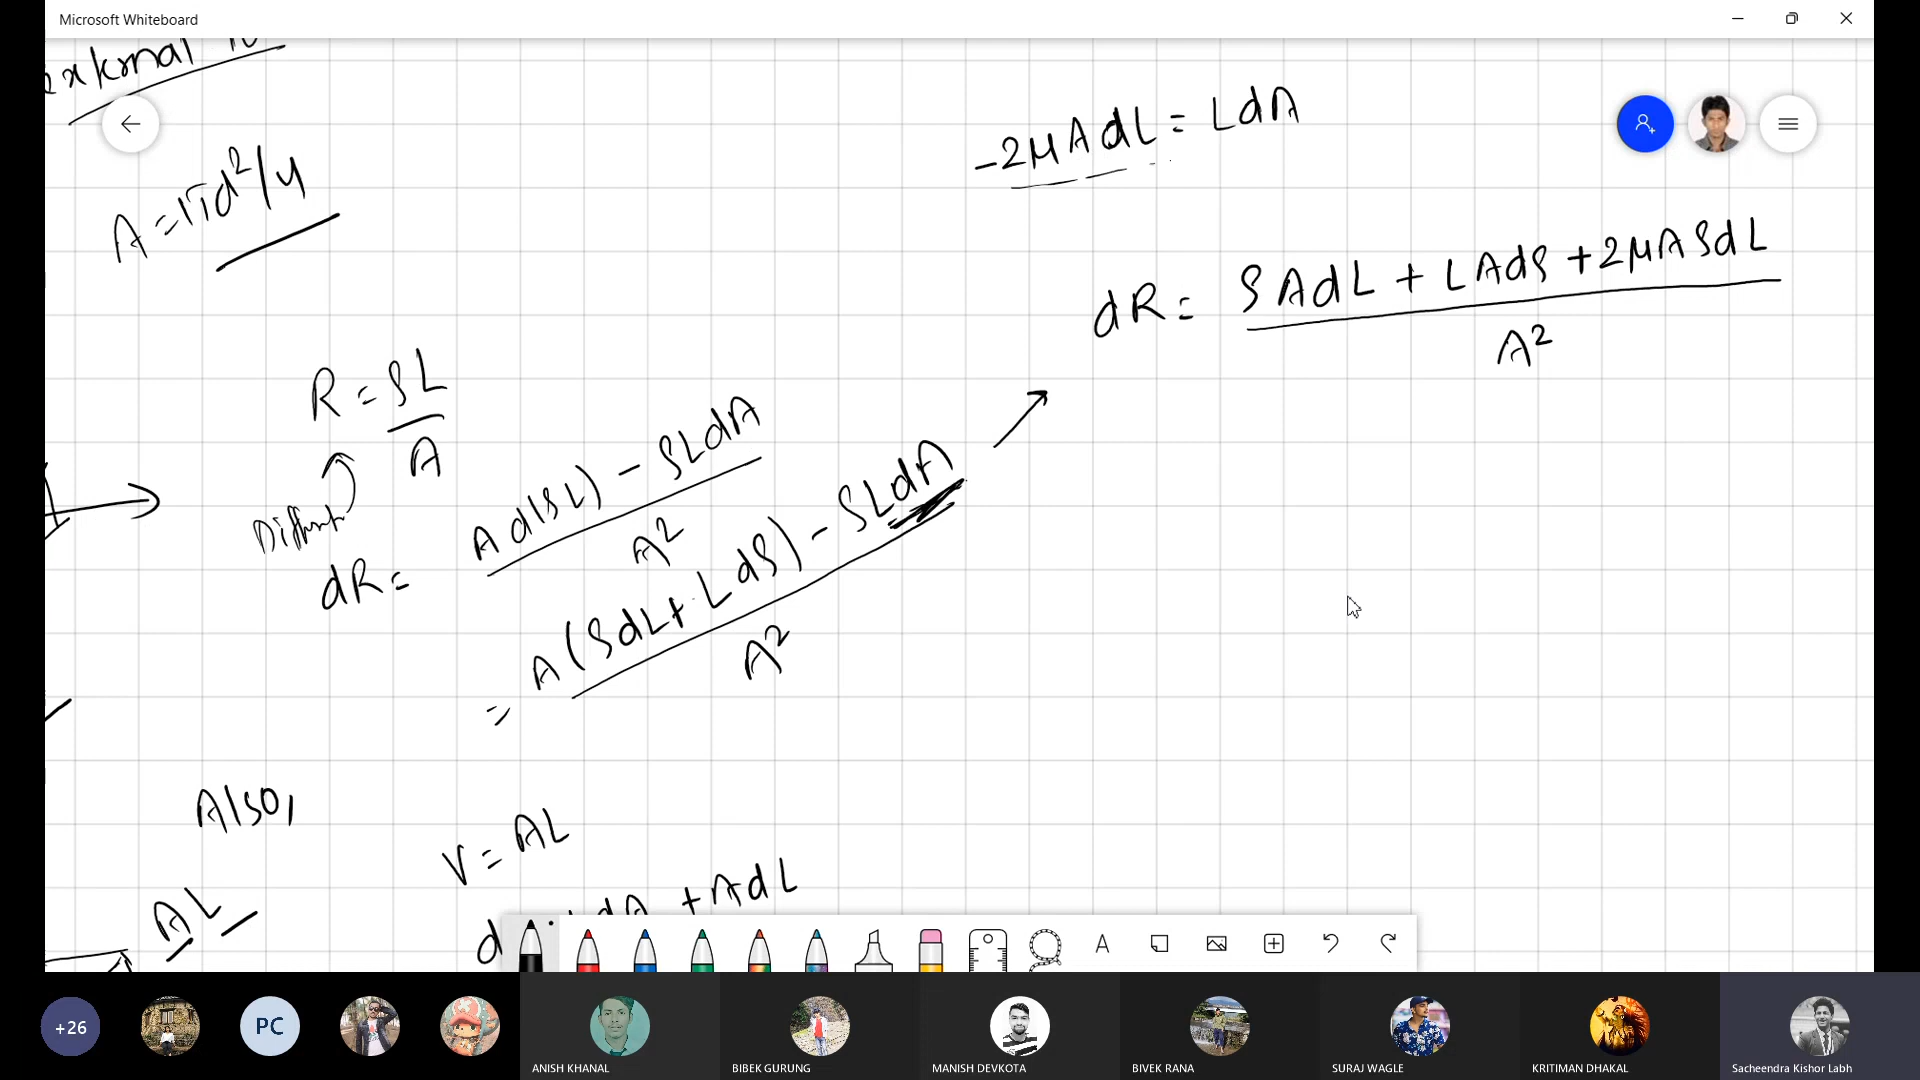 Microsoft Whiteboard
A = πd²/4
-2μAdL = LdA
dR = (ρAdL + LAdρ + 2μAρdL) / A²
R = ρL / A
dR = (Ad(ρL) - ρLdA) / A²
= (A(ρdL + Ldρ) - ρLdA) / A²
Also,
V = AL
AL
+ AdL
A
+26
PC
ANISH KHANAL
BIBEK GURUNG
MANISH DEVKOTA
BIVEK RANA
SURAJ WAGLE
KRITIMAN DHAKAL
Sacheendra Kishor Labh